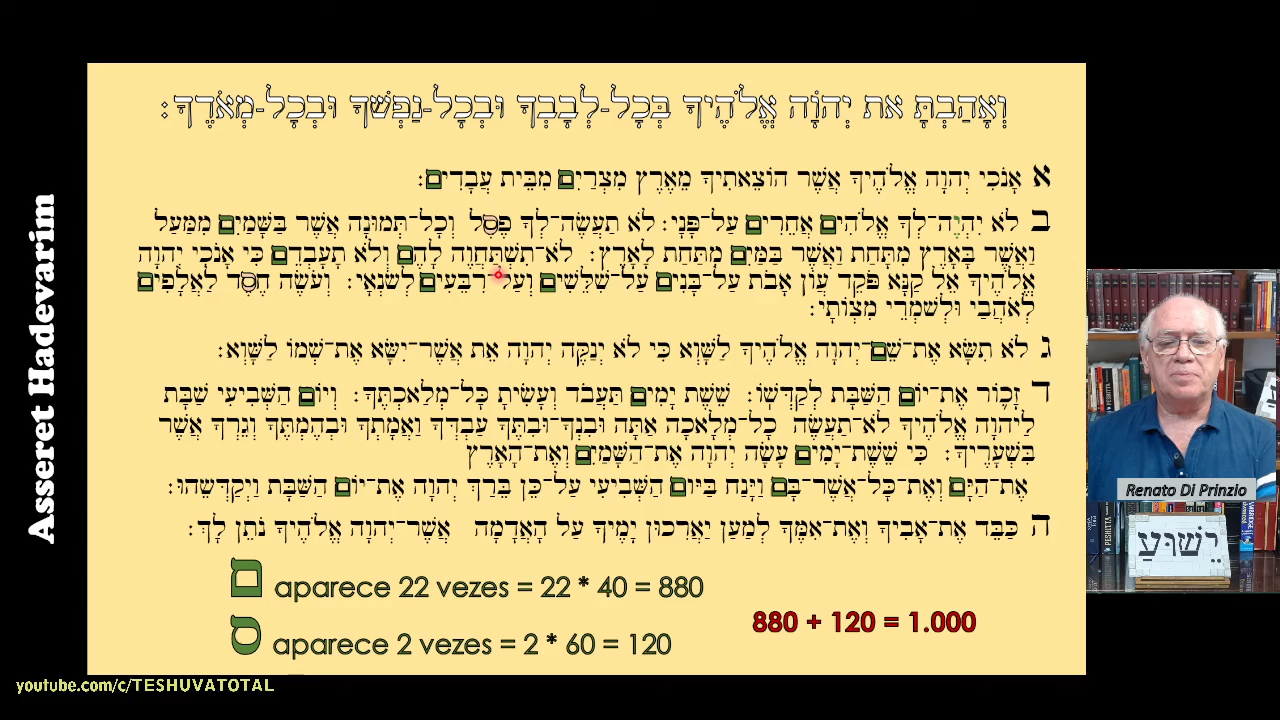 Asseret Hadevarim
וְאָהַבְתָּ את יְהוָה אֱלֹהֶיךָ בְּכָל-לְבָבְךָ וּבְכָל-נַפְשְׁךָ וּבְכָל-מְאֹדֶךָ׃
א אָנֹכִי יְהוָה אֱלֹהֶיךָ אֲשֶׁר הוֹצֵאתִיךָ מֵאֶרֶץ מִצְרַיִם מִבֵּית עֲבָדִים׃
ב לֹא יִהְיֶה־לְךָ אֱלֹהִים אֲחֵרִים עַל־פָּנָי׃ לֹא תַעֲשֶׂה־לְךָ פֶסֶל וְכָל־תְּמוּנָה אֲשֶׁר בַּשָּׁמַיִם מִמַּעַל
וַאֲשֶׁר בָּאָרֶץ מִתָּחַת וַאֲשֶׁר בַּמַּיִם מִתַּחַת לָאָרֶץ׃ לֹא־תִשְׁתַּחֲוֶה לָהֶם וְלֹא תָעָבְדֵם כִּי אָנֹכִי יְהוָה
אֱלֹהֶיךָ אֵל קַנָּא פֹּקֵד עֲוֹן אָבֹת עַל־בָּנִים עַל־שִׁלֵּשִׁים וְעַל־רִבֵּעִים לְשֹׂנְאָי׃ וְעֹשֶׂה חֶסֶד לַאֲלָפִים
לְאֹהֲבַי וּלְשֹׁמְרֵי מִצְוֹתָי׃
ג לֹא תִשָּׂא אֶת־שֵׁם־יְהוָה אֱלֹהֶיךָ לַשָּׁוְא כִּי לֹא יְנַקֶּה יְהוָה אֵת אֲשֶׁר־יִשָּׂא אֶת־שְׁמוֹ לַשָּׁוְא׃
ד זָכוֹר אֶת־יוֹם הַשַּׁבָּת לְקַדְּשׁוֹ׃ שֵׁשֶׁת יָמִים תַּעֲבֹד וְעָשִׂיתָ כָּל־מְלַאכְתֶּךָ׃ וְיוֹם הַשְּׁבִיעִי שַׁבָּת
לַיהוָה אֱלֹהֶיךָ לֹא־תַעֲשֶׂה כָל־מְלָאכָה אַתָּה וּבִנְךָ־וּבִתֶּךָ עַבְדְּךָ וַאֲמָתְךָ וּבְהֶמְתֶּךָ וְגֵרְךָ אֲשֶׁר
בִּשְׁעָרֶיךָ׃ כִּי שֵׁשֶׁת־יָמִים עָשָׂה יְהוָה אֶת־הַשָּׁמַיִם וְאֶת־הָאָרֶץ
אֶת־הַיָּם וְאֶת־כָּל־אֲשֶׁר־בָּם וַיָּנַח בַּיּוֹם הַשְּׁבִיעִי עַל־כֵּן בֵּרַךְ יְהוָה אֶת־יוֹם הַשַּׁבָּת וַיְקַדְּשֵׁהוּ׃
ה כַּבֵּד אֶת־אָבִיךָ וְאֶת־אִמֶּךָ לְמַעַן יַאֲרִכוּן יָמֶיךָ עַל הָאֲדָמָה אֲשֶׁר־יְהוָה אֱלֹהֶיךָ נֹתֵן לָךְ׃
ם aparece 22 vezes = 22 * 40 = 880
880 + 120 = 1.000
ס aparece 2 vezes = 2 * 60 = 120
Renato Di Prinzio
יֵשׁוּעַ
youtube.com/c/TESHUVATOTAL